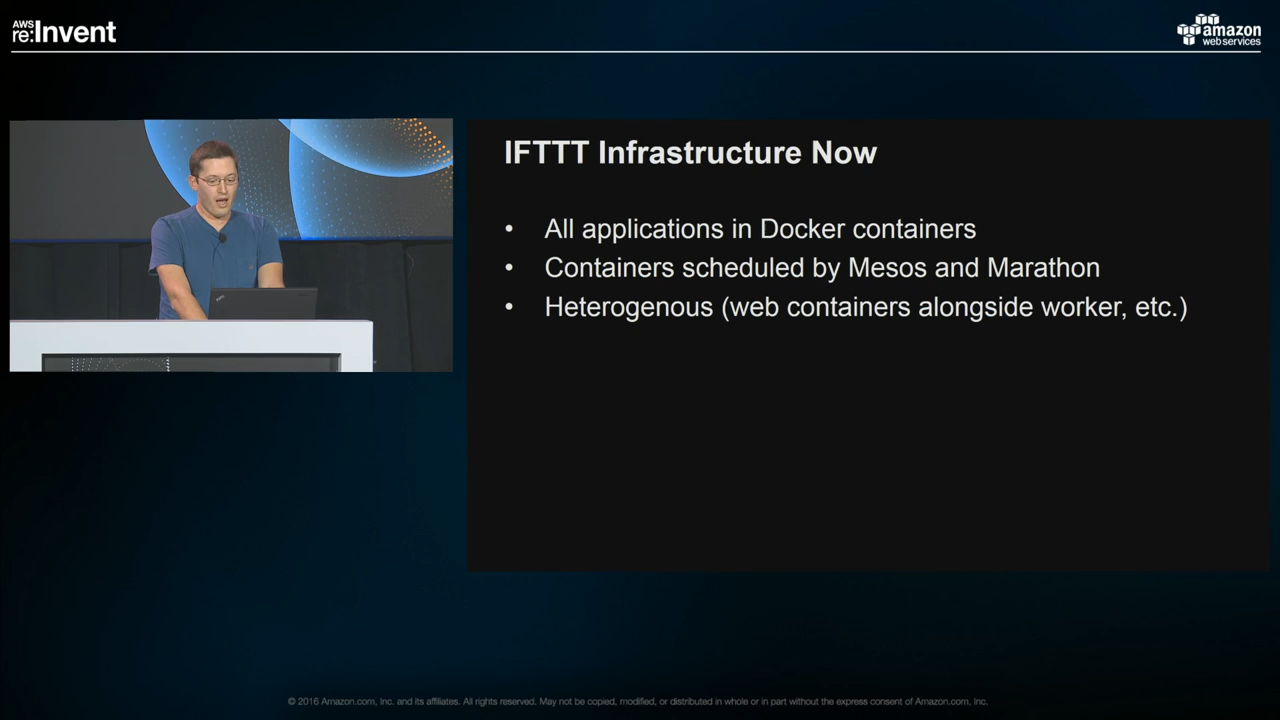 AWS
re:Invent
amazon
web services
IFTTT Infrastructure Now
• All applications in Docker containers
• Containers scheduled by Mesos and Marathon
• Heterogenous (web containers alongside worker, etc.)
© 2016 Amazon.com, Inc. and its affiliates. All rights reserved. May not be copied, modified, or distributed in whole or in part without the express consent of Amazon.com, Inc.